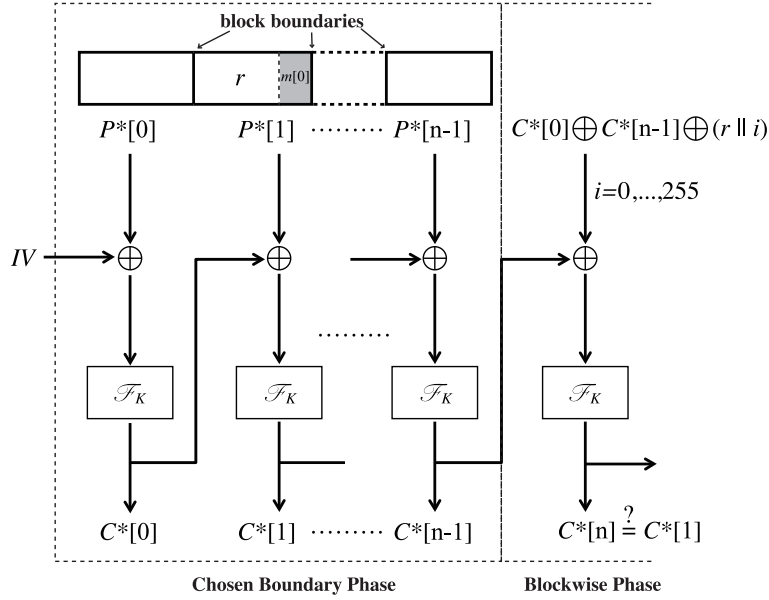 block boundaries
r m[0]
P*[0] P*[1] ········· P*[n-1] C*[0] ⊕ C*[n-1] ⊕ (r || i)
i=0,...,255
IV
·········
ℱK ℱK ℱK ℱK
C*[0] C*[1] ········· C*[n-1] C*[n] ≟ C*[1]
Chosen Boundary Phase Blockwise Phase